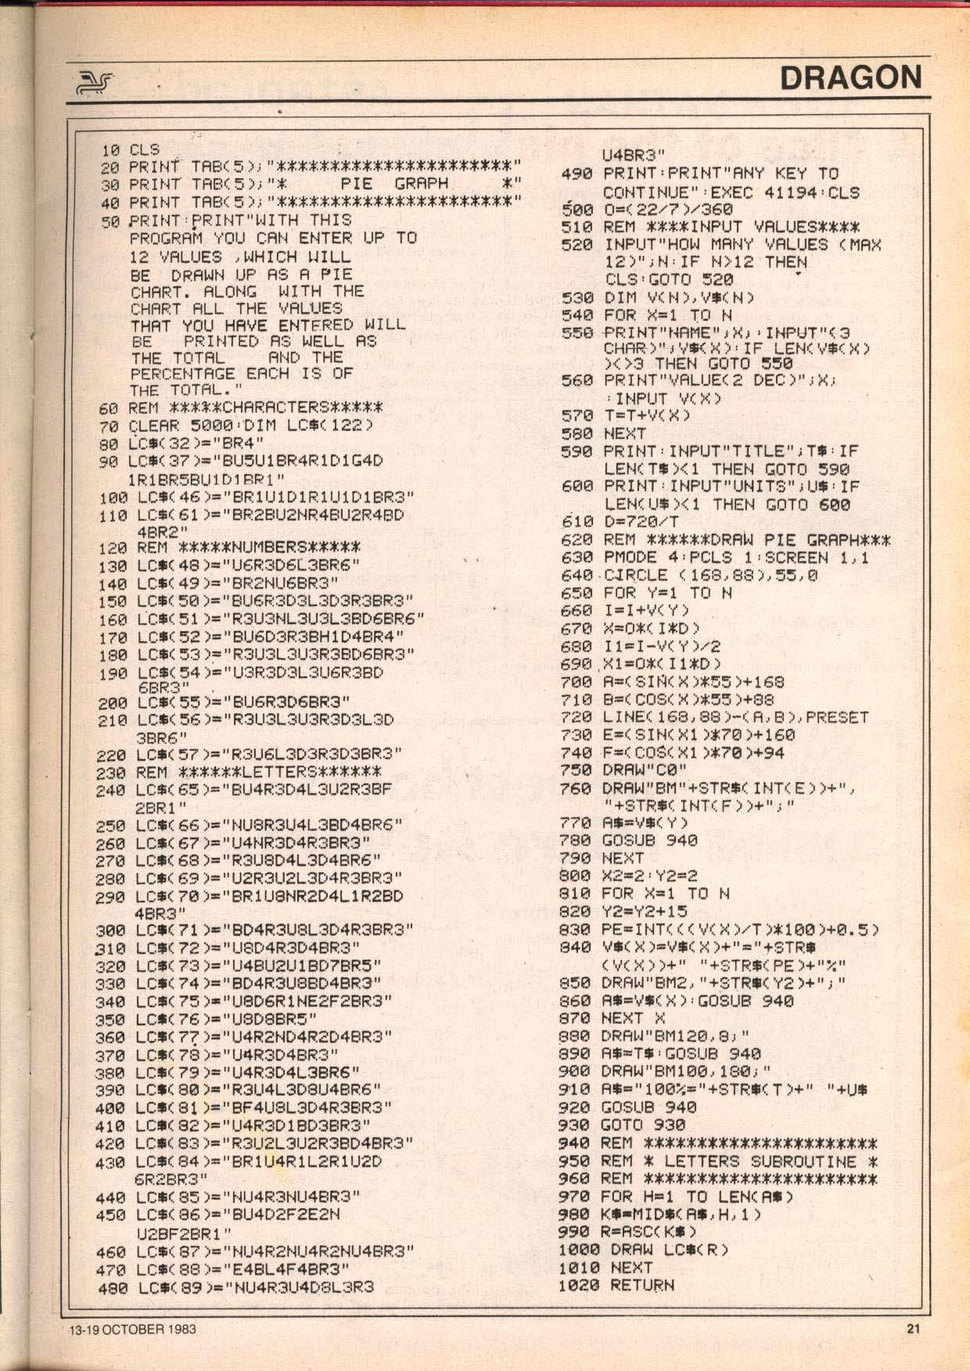 DRAGON
10 CLS
20 PRINT TAB(5);"**********************"
30 PRINT TAB(5);"*     PIE  GRAPH     *"
40 PRINT TAB(5);"**********************"
50 PRINT:PRINT"WITH THIS
PROGRAM YOU CAN ENTER UP TO
12 VALUES ,WHICH WILL
BE  DRAWN UP AS A PIE
CHART. ALONG  WITH THE
CHART ALL THE VALUES
THAT YOU HAVE ENTERED WILL
BE   PRINTED AS WELL AS
THE TOTAL    AND THE
PERCENTAGE EACH IS OF
THE TOTAL."
60 REM *****CHARACTERS*****
70 CLEAR 5000:DIM LC$(122)
80 LC$(32)="BR4"
90 LC$(37)="BU5U1BR4R1D1G4D
1R1BR5BU1D1BR1"
100 LC$(46)="BR1U1D1R1U1D1BR3"
110 LC$(61)="BR2BU2NR4BU2R4BD
4BR2"
120 REM *****NUMBERS*****
130 LC$(48)="U6R3D6L3BR6"
140 LC$(49)="BR2NU6BR3"
150 LC$(50)="BU6R3D3L3D3R3BR3"
160 LC$(51)="R3U3NL3U3L3BD6BR6"
170 LC$(52)="BU6D3R3BH1D4BR4"
180 LC$(53)="R3U3L3U3R3BD6BR3"
190 LC$(54)="U3R3D3L3U6R3BD
6BR3"
200 LC$(55)="BU6R3D6BR3"
210 LC$(56)="R3U3L3U3R3D3L3D
3BR6"
220 LC$(57)="R3U6L3D3R3D3BR3"
230 REM ******LETTERS******
240 LC$(65)="BU4R3D4L3U2R3BF
2BR1"
250 LC$(66)="NU8R3U4L3BD4BR6"
260 LC$(67)="U4NR3D4R3BR3"
270 LC$(68)="R3U8D4L3D4BR6"
280 LC$(69)="U2R3U2L3D4R3BR3"
290 LC$(70)="BR1U8NR2D4L1R2BD
4BR3"
300 LC$(71)="BD4R3U8L3D4R3BR3"
310 LC$(72)="U8D4R3D4BR3"
320 LC$(73)="U4BU2U1BD7BR5"
330 LC$(74)="BD4R3U8BD4BR3"
340 LC$(75)="U8D6R1NE2F2BR3"
350 LC$(76)="U8D8BR5"
360 LC$(77)="U4R2ND4R2D4BR3"
370 LC$(78)="U4R3D4BR3"
380 LC$(79)="U4R3D4L3BR6"
390 LC$(80)="R3U4L3D8U4BR6"
400 LC$(81)="BF4U8L3D4R3BR3"
410 LC$(82)="U4R3D1BD3BR3"
420 LC$(83)="R3U2L3U2R3BD4BR3"
430 LC$(84)="BR1U4R1L2R1U2D
6R2BR3"
440 LC$(85)="NU4R3NU4BR3"
450 LC$(86)="BU4D2F2E2N
U2BF2BR1"
460 LC$(87)="NU4R2NU4R2NU4BR3"
470 LC$(88)="E4BL4F4BR3"
480 LC$(89)="NU4R3U4D8L3R3
U4BR3"
490 PRINT:PRINT"ANY KEY TO
CONTINUE":EXEC 41194:CLS
500 O=(22/7)/360
510 REM ****INPUT VALUES****
520 INPUT"HOW MANY VALUES (MAX
12)";N:IF N>12 THEN
CLS:GOTO 520
530 DIM V(N),V$(N)
540 FOR X=1 TO N
550 PRINT"NAME";X;:INPUT"(3
CHAR)";V$(X):IF LEN(V$(X)
)<>3 THEN GOTO 550
560 PRINT"VALUE(2 DEC)";X;
:INPUT V(X)
570 T=T+V(X)
580 NEXT
590 PRINT:INPUT"TITLE";T$:IF
LEN(T$)<1 THEN GOTO 590
600 PRINT:INPUT"UNITS";U$:IF
LEN(U$)<1 THEN GOTO 600
610 D=720/T
620 REM ******DRAW PIE GRAPH***
630 PMODE 4:PCLS 1:SCREEN 1,1
640 CIRCLE (168,88),55,0
650 FOR Y=1 TO N
660 I=I+V(Y)
670 X=O*(I*D)
680 I1=I-V(Y)/2
690 X1=O*(I1*D)
700 A=(SIN(X)*55)+168
710 B=(COS(X)*55)+88
720 LINE(168,88)-(A,B),PRESET
730 E=(SIN(X1)*70)+160
740 F=(COS(X1)*70)+94
750 DRAW"C0"
760 DRAW"BM"+STR$(INT(E))+",
"+STR$(INT(F))+";"
770 A$=V$(Y)
780 GOSUB 940
790 NEXT
800 X2=2:Y2=2
810 FOR X=1 TO N
820 Y2=Y2+15
830 PE=INT(((V(X)/T)*100)+0.5)
840 V$(X)=V$(X)+"="+STR$
(V(X))+" "+STR$(PE)+"%"
850 DRAW"BM2,"+STR$(Y2)+";"
860 A$=V$(X):GOSUB 940
870 NEXT X
880 DRAW"BM120,8;"
890 A$=T$:GOSUB 940
900 DRAW"BM100,180;"
910 A$="100%="+STR$(T)+" "+U$
920 GOSUB 940
930 GOTO 930
940 REM **********************
950 REM * LETTERS SUBROUTINE *
960 REM **********************
970 FOR H=1 TO LEN(A$)
980 K$=MID$(A$,H,1)
990 R=ASC(K$)
1000 DRAW LC$(R)
1010 NEXT
1020 RETURN
13-19 OCTOBER 1983
21